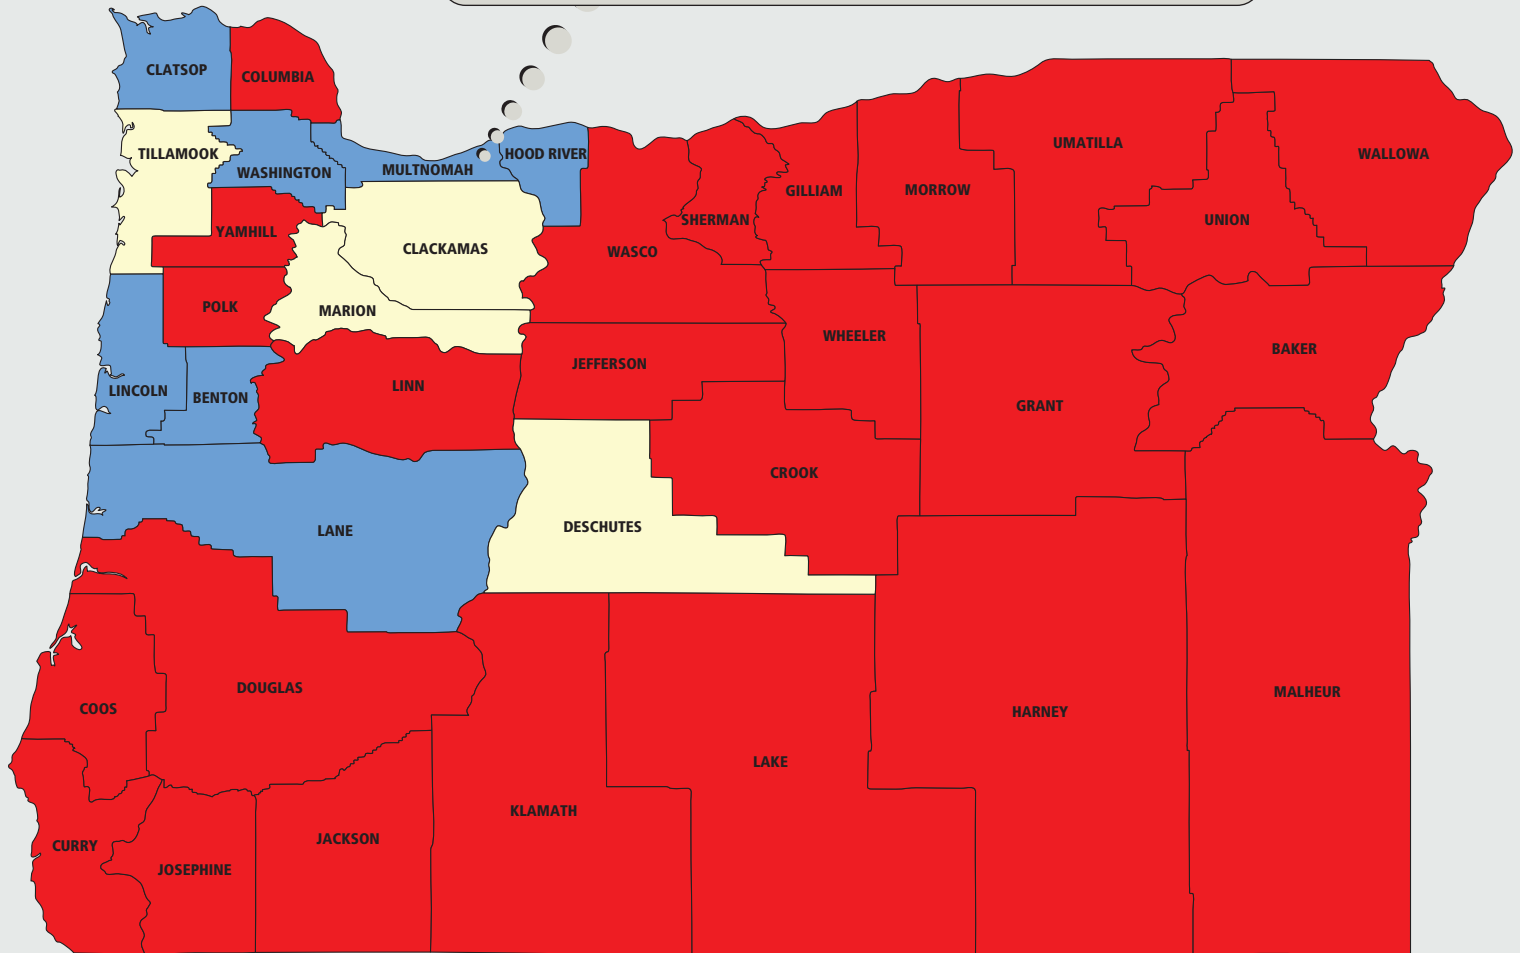 CLATSOP
COLUMBIA
TILLAMOOK
WASHINGTON
MULTNOMAH
HOOD RIVER
UMATILLA
WALLOWA
YAMHILL
CLACKAMAS
WASCO
SHERMAN
GILLIAM
MORROW
UNION
POLK
MARION
JEFFERSON
WHEELER
BAKER
LINCOLN
BENTON
LINN
GRANT
CROOK
LANE
DESCHUTES
COOS
DOUGLAS
LAKE
HARNEY
MALHEUR
CURRY
JOSEPHINE
JACKSON
KLAMATH